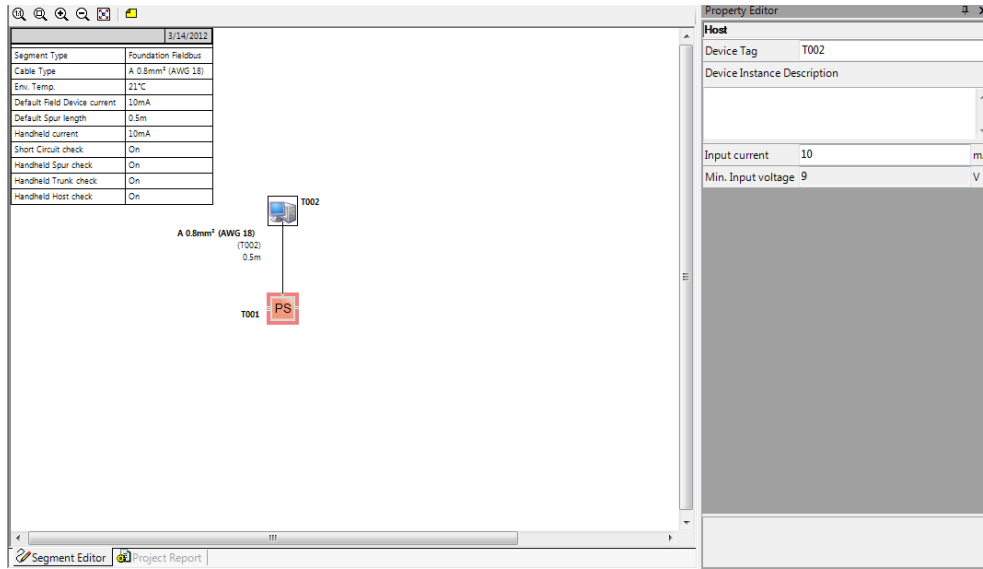 Property Editor
3/14/2012
Segment Type Foundation Fieldbus
Cable Type A 0.8mm² (AWG 18)
Env. Temp. 21°C
Default Field Device current 10mA
Default Spur length 0.5m
Handheld current 10mA
Short Circuit check On
Handheld Spur check On
Handheld Trunk check On
Handheld Host check On
T002
A 0.8mm² (AWG 18)
(T002)
0.5m
T001
PS
Host
Device Tag T002
Device Instance Description
Input current 10
Min. Input voltage 9 V
Segment Editor Project Report